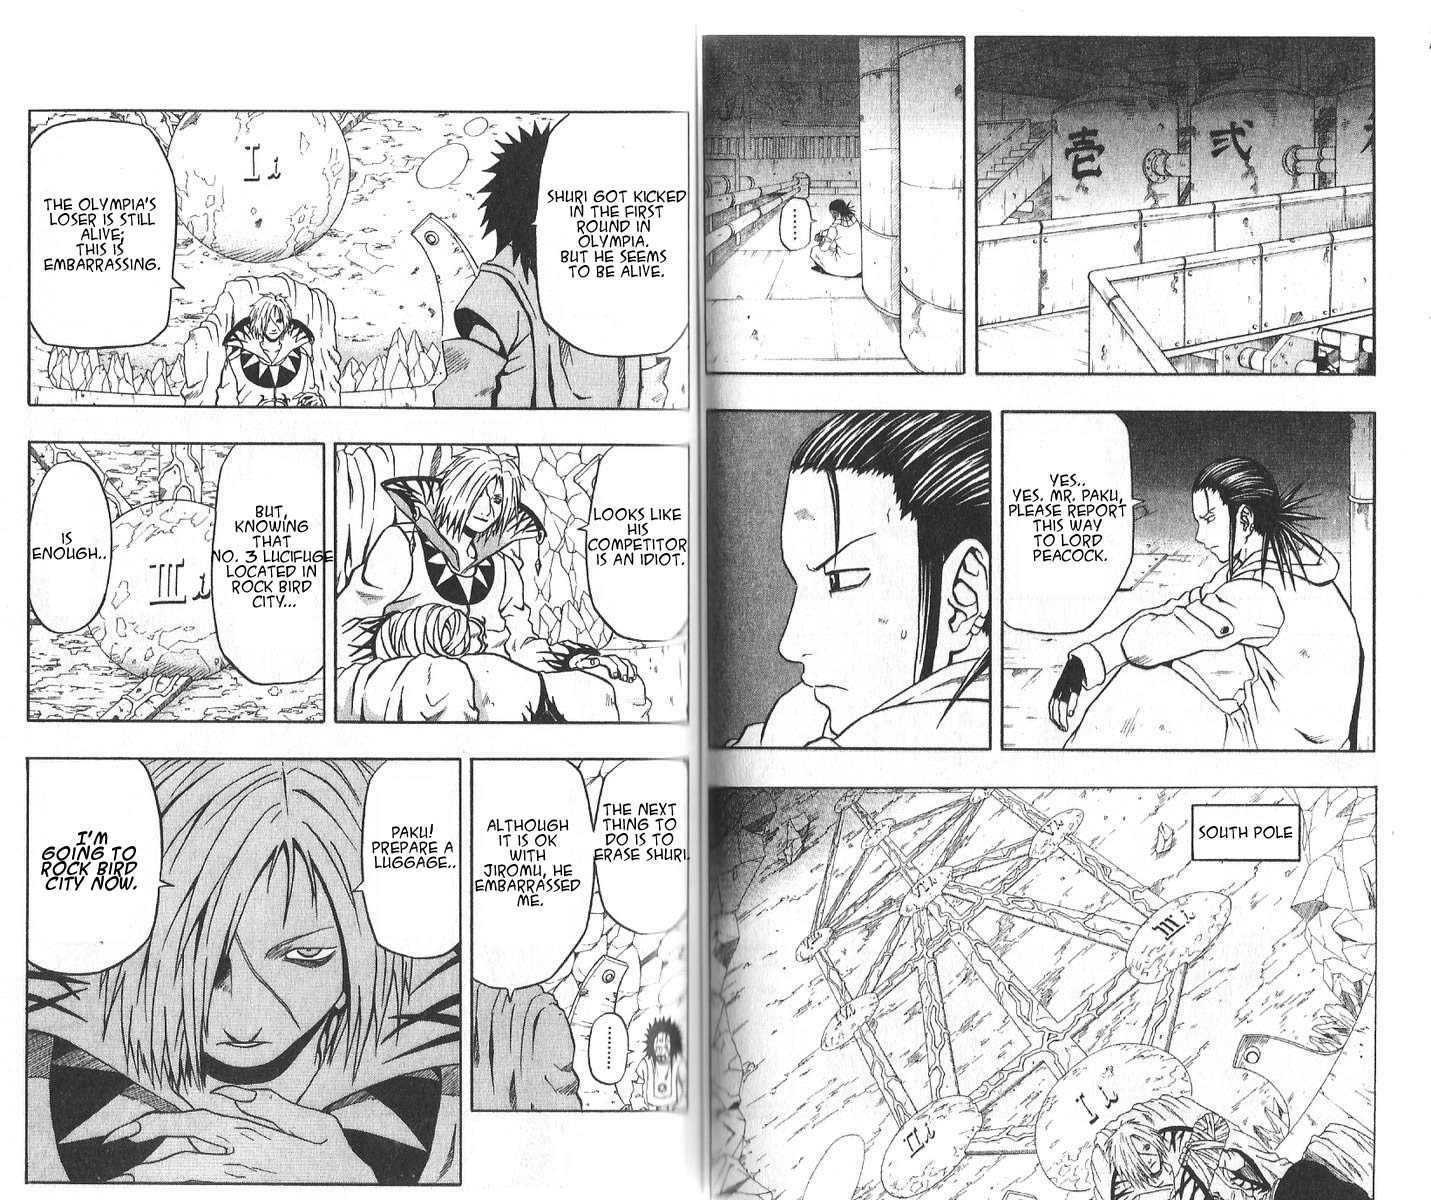 壱
弐
......
YES..
YES. MR. PAKU,
PLEASE REPORT
THIS WAY
TO LORD
PEACOCK.
SOUTH POLE
III i
I i
II i
SHURI GOT KICKED
IN THE FIRST
ROUND IN
OLYMPIA.
BUT HE SEEMS
TO BE ALIVE.
I i
THE OLYMPIA'S
LOSER IS STILL
ALIVE;
THIS IS
EMBARRASSING.
LOOKS LIKE
HIS
COMPETITOR
IS AN IDIOT.
BUT,
KNOWING
THAT
NO. 3 LUCIFUGE
LOCATED IN
ROCK BIRD
CITY...
III i
IS
ENOUGH..
THE NEXT
THING TO
DO IS TO
ERASE SHURI.
ALTHOUGH
IT IS OK
WITH
JIROMU, HE
EMBARRASSED
ME.
......
PAKU!
PREPARE A
LUGGAGE..
I'M
GOING TO
ROCK BIRD
CITY NOW.